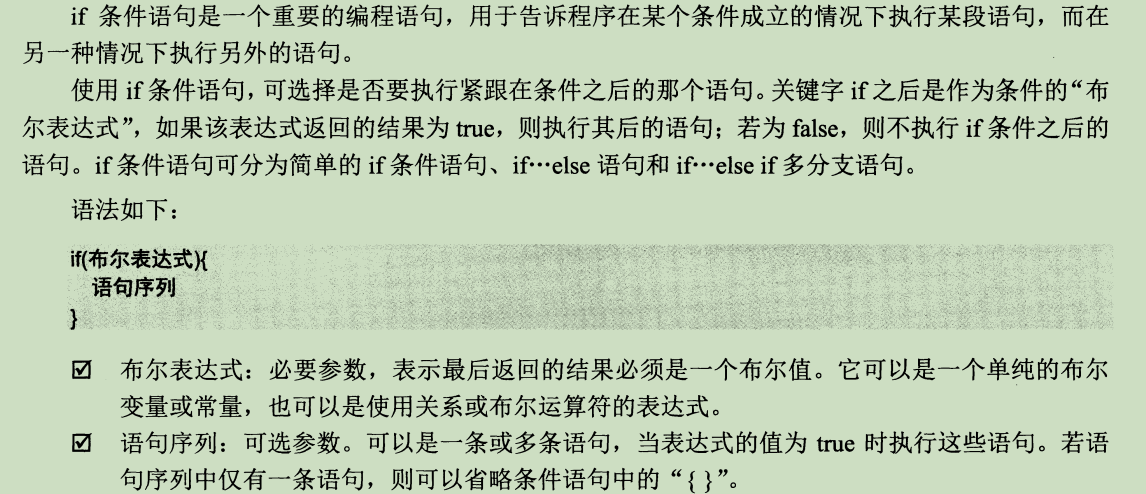 if 条件语句是一个重要的编程语句，用于告诉程序在某个条件成立的情况下执行某段语句，而在
另一种情况下执行另外的语句。
使用 if 条件语句，可选择是否要执行紧跟在条件之后的那个语句。关键字 if 之后是作为条件的“布
尔表达式”，如果该表达式返回的结果为 true，则执行其后的语句；若为 false，则不执行 if 条件之后的
语句。if 条件语句可分为简单的 if 条件语句、if…else 语句和 if…else if 多分支语句。
语法如下：
if(布尔表达式){
语句序列
}
☑ 布尔表达式：必要参数，表示最后返回的结果必须是一个布尔值。它可以是一个单纯的布尔
变量或常量，也可以是使用关系或布尔运算符的表达式。
☑ 语句序列：可选参数。可以是一条或多条语句，当表达式的值为 true 时执行这些语句。若语
句序列中仅有一条语句，则可以省略条件语句中的“{ }”。